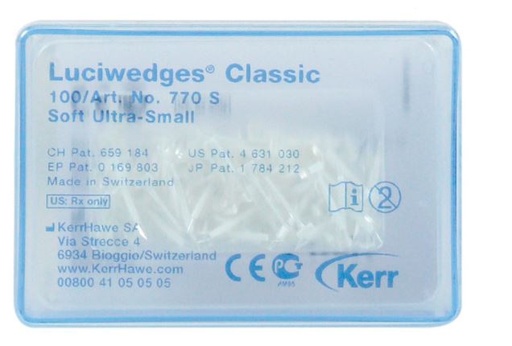 Luciwedges® Classic
100/Art. No. 770 S
Soft Ultra-Small
CH Pat. 659 184 US Pat. 4 631 030
EP Pat. 0 169 803 JP Pat. 1 784 212
Made in Switzerland
US: Rx only
i 2
KerrHawe SA
Via Strecce 4
6934 Bioggio/Switzerland
www.KerrHawe.com
00800 41 05 05 05
CE Kerr